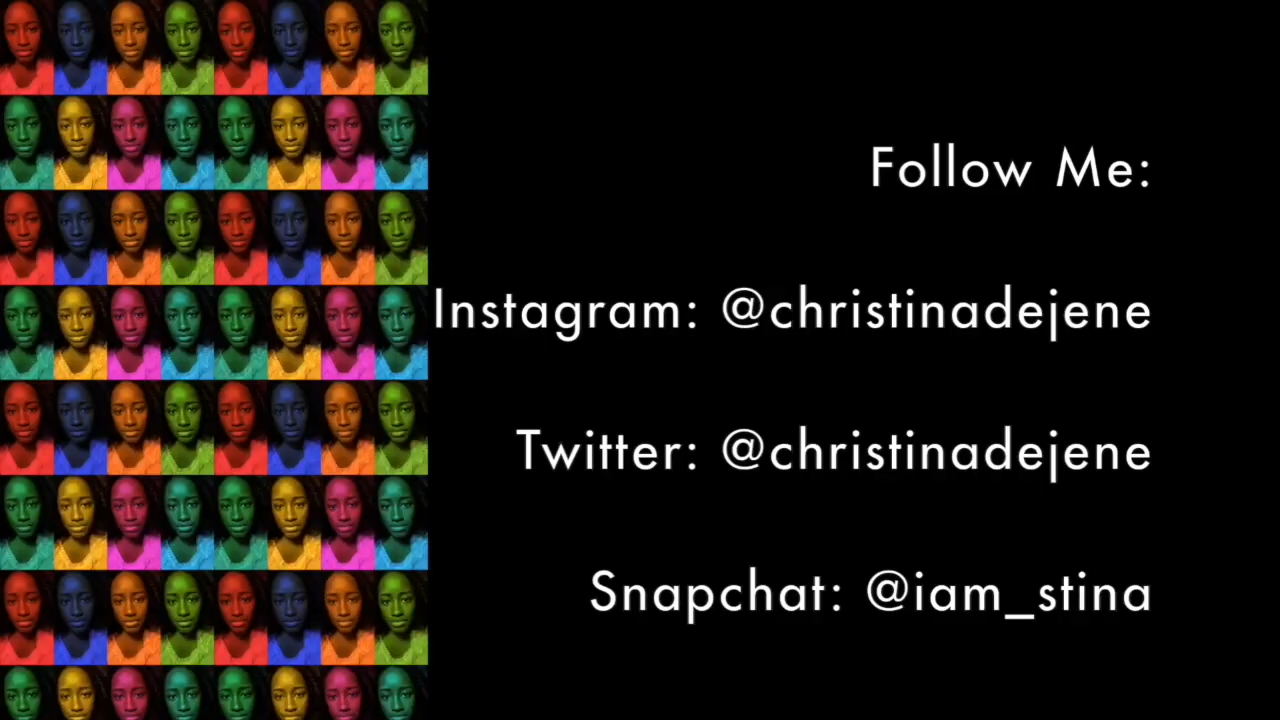 Follow Me:
Instagram: @christinadejene
Twitter: @christinadejene
Snapchat: @iam_stina